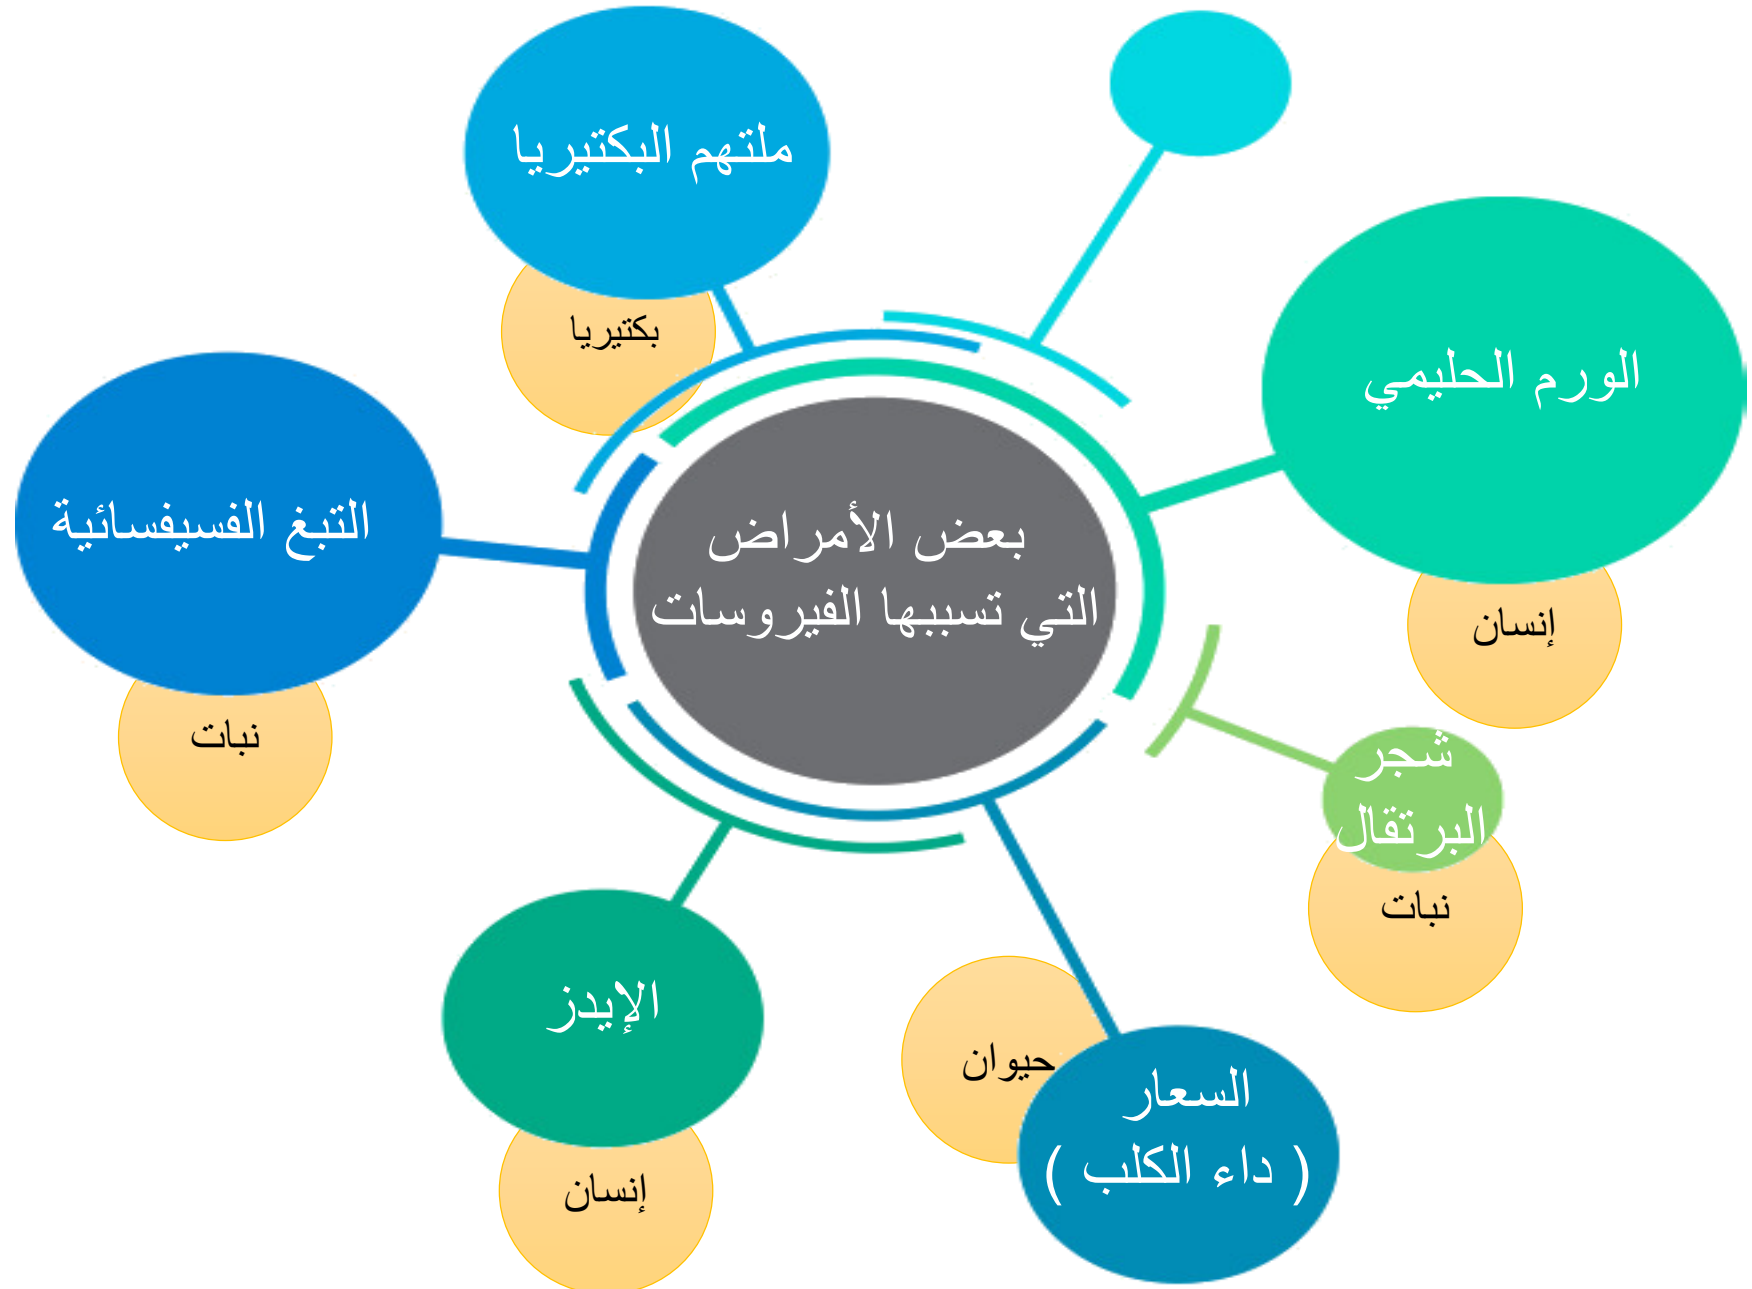 ملتهم البكتيريا
بكتيريا
الورم الحليمي
إنسان
التبغ الفسيفسائية
نبات
بعض الأمراض
التي تسببها الفيروسات
شجر
البرتقال
نبات
الإيدز
إنسان
حيوان
السعار
( داء الكلب )